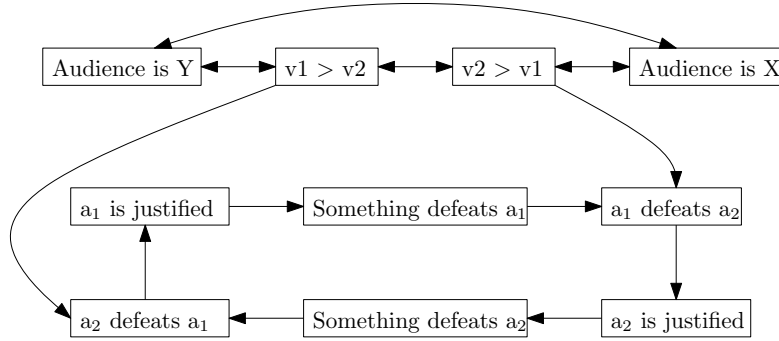 Audience is Y
v1 > v2
v2 > v1
Audience is X
a₁ is justified
Something defeats a₁
a₁ defeats a₂
a₂ defeats a₁
Something defeats a₂
a₂ is justified